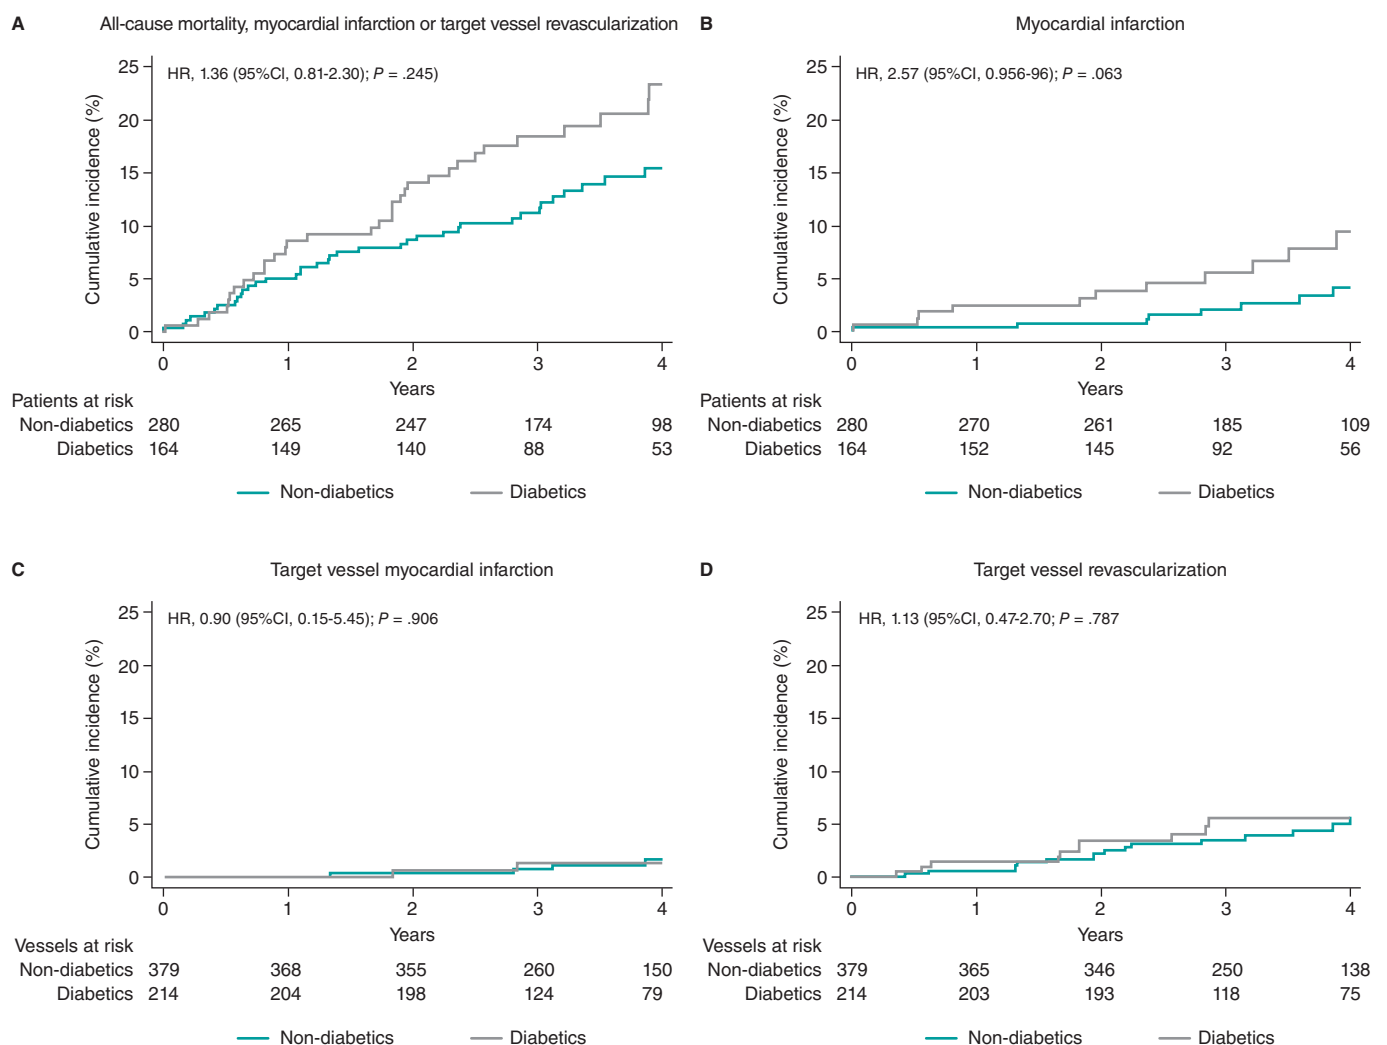 A All-cause mortality, myocardial infarction or target vessel revascularization
HR, 1.36 (95%CI, 0.81-2.30); P = .245)
Cumulative incidence (%)
25
20
15
10
5
0
0 1 2 3 4
Years
Patients at risk
Non-diabetics 280 265 247 174 98
Diabetics 164 149 140 88 53
Non-diabetics Diabetics
B Myocardial infarction
HR, 2.57 (95%CI, 0.956-96); P = .063
Cumulative incidence (%)
25
20
15
10
5
0
0 1 2 3 4
Years
Patients at risk
Non-diabetics 280 270 261 185 109
Diabetics 164 152 145 92 56
Non-diabetics Diabetics
C Target vessel myocardial infarction
HR, 0.90 (95%CI, 0.15-5.45); P = .906
Cumulative incidence (%)
25
20
15
10
5
0
0 1 2 3 4
Years
Vessels at risk
Non-diabetics 379 368 355 260 150
Diabetics 214 204 198 124 79
Non-diabetics Diabetics
D Target vessel revascularization
HR, 1.13 (95%CI, 0.47-2.70; P = .787
Cumulative incidence (%)
25
20
15
10
5
0
0 1 2 3 4
Years
Vessels at risk
Non-diabetics 379 365 346 250 138
Diabetics 214 203 193 118 75
Non-diabetics Diabetics